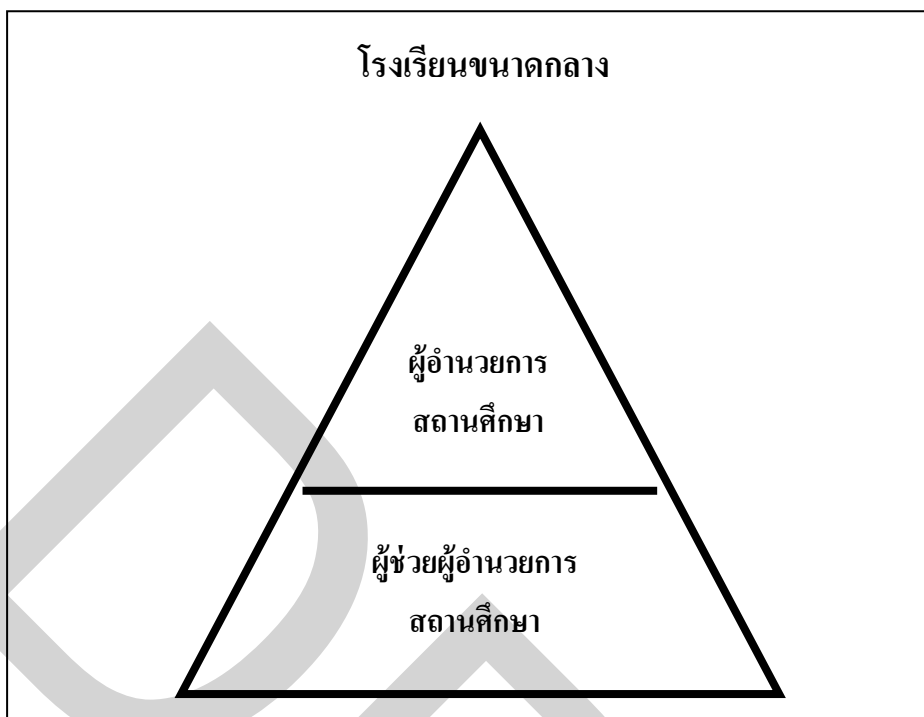 โรงเรียนขนาดกลาง
ผู้อำนวยการ
สถานศึกษา
ผู้ช่วยผู้อำนวยการ
สถานศึกษา